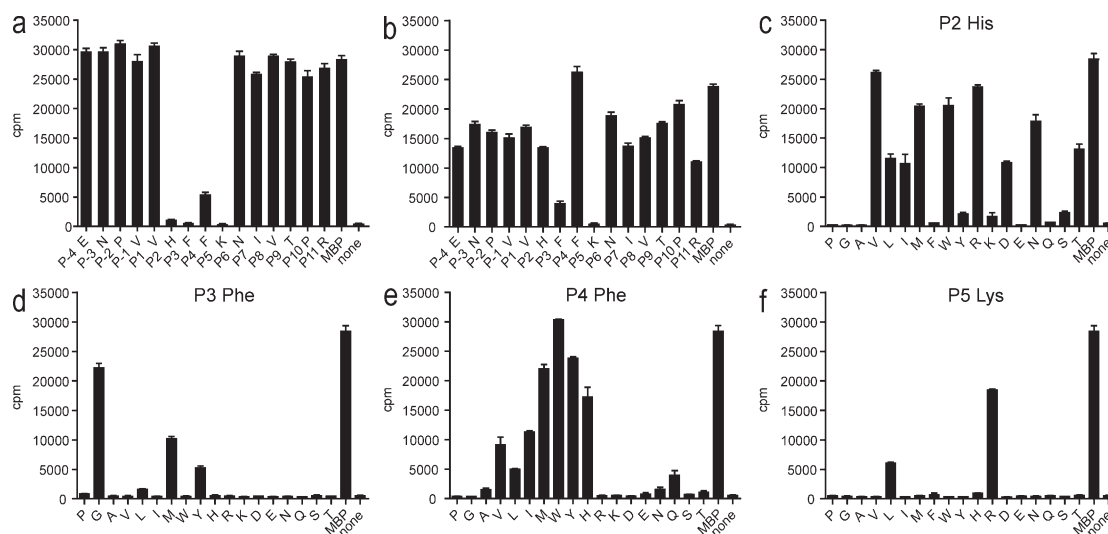 a
35000
30000
25000
20000
15000
10000
5000
0
cpm
P-4 E
P-3 N
P-2 P
P-1 V
P1 V
P2 H
P3 F
P4 F
P5 K
P6 N
P7 I
P8 V
P9 T
P10 P
P11 R
MBP
none
b
35000
30000
25000
20000
15000
10000
5000
0
cpm
P-4 E
P-3 N
P-2 P
P-1 V
P1 V
P2 H
P3 F
P4 F
P5 K
P6 N
P7 I
P8 V
P9 T
P10 P
P11 R
MBP
none
c
P2 His
35000
30000
25000
20000
15000
10000
5000
0
cpm
P G A V L I M F W Y R K D E N Q S T MBP none
d
P3 Phe
35000
30000
25000
20000
15000
10000
5000
0
cpm
P G A V L I M W Y H R K D E N Q S T MBP none
e
P4 Phe
35000
30000
25000
20000
15000
10000
5000
0
cpm
P G A V L I M W Y H R K D E N Q S T MBP none
f
P5 Lys
35000
30000
25000
20000
15000
10000
5000
0
cpm
P G A V L I M F W Y H R D E N Q S T MBP none